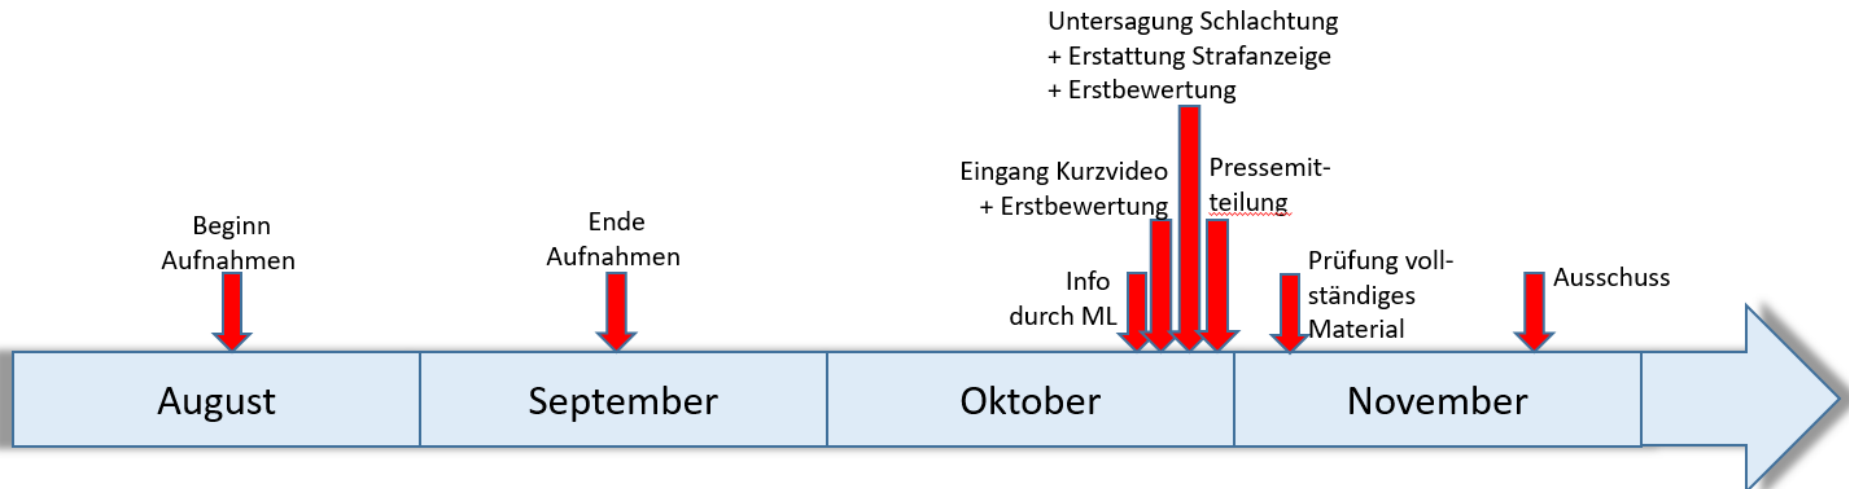 Untersagung Schlachtung
+ Erstattung Strafanzeige
+ Erstbewertung
Eingang Kurzvideo
+ Erstbewertung
Pressemit-
teilung
Beginn
Aufnahmen
Ende
Aufnahmen
Info
durch ML
Prüfung voll-
ständiges
Material
Ausschuss
August
September
Oktober
November